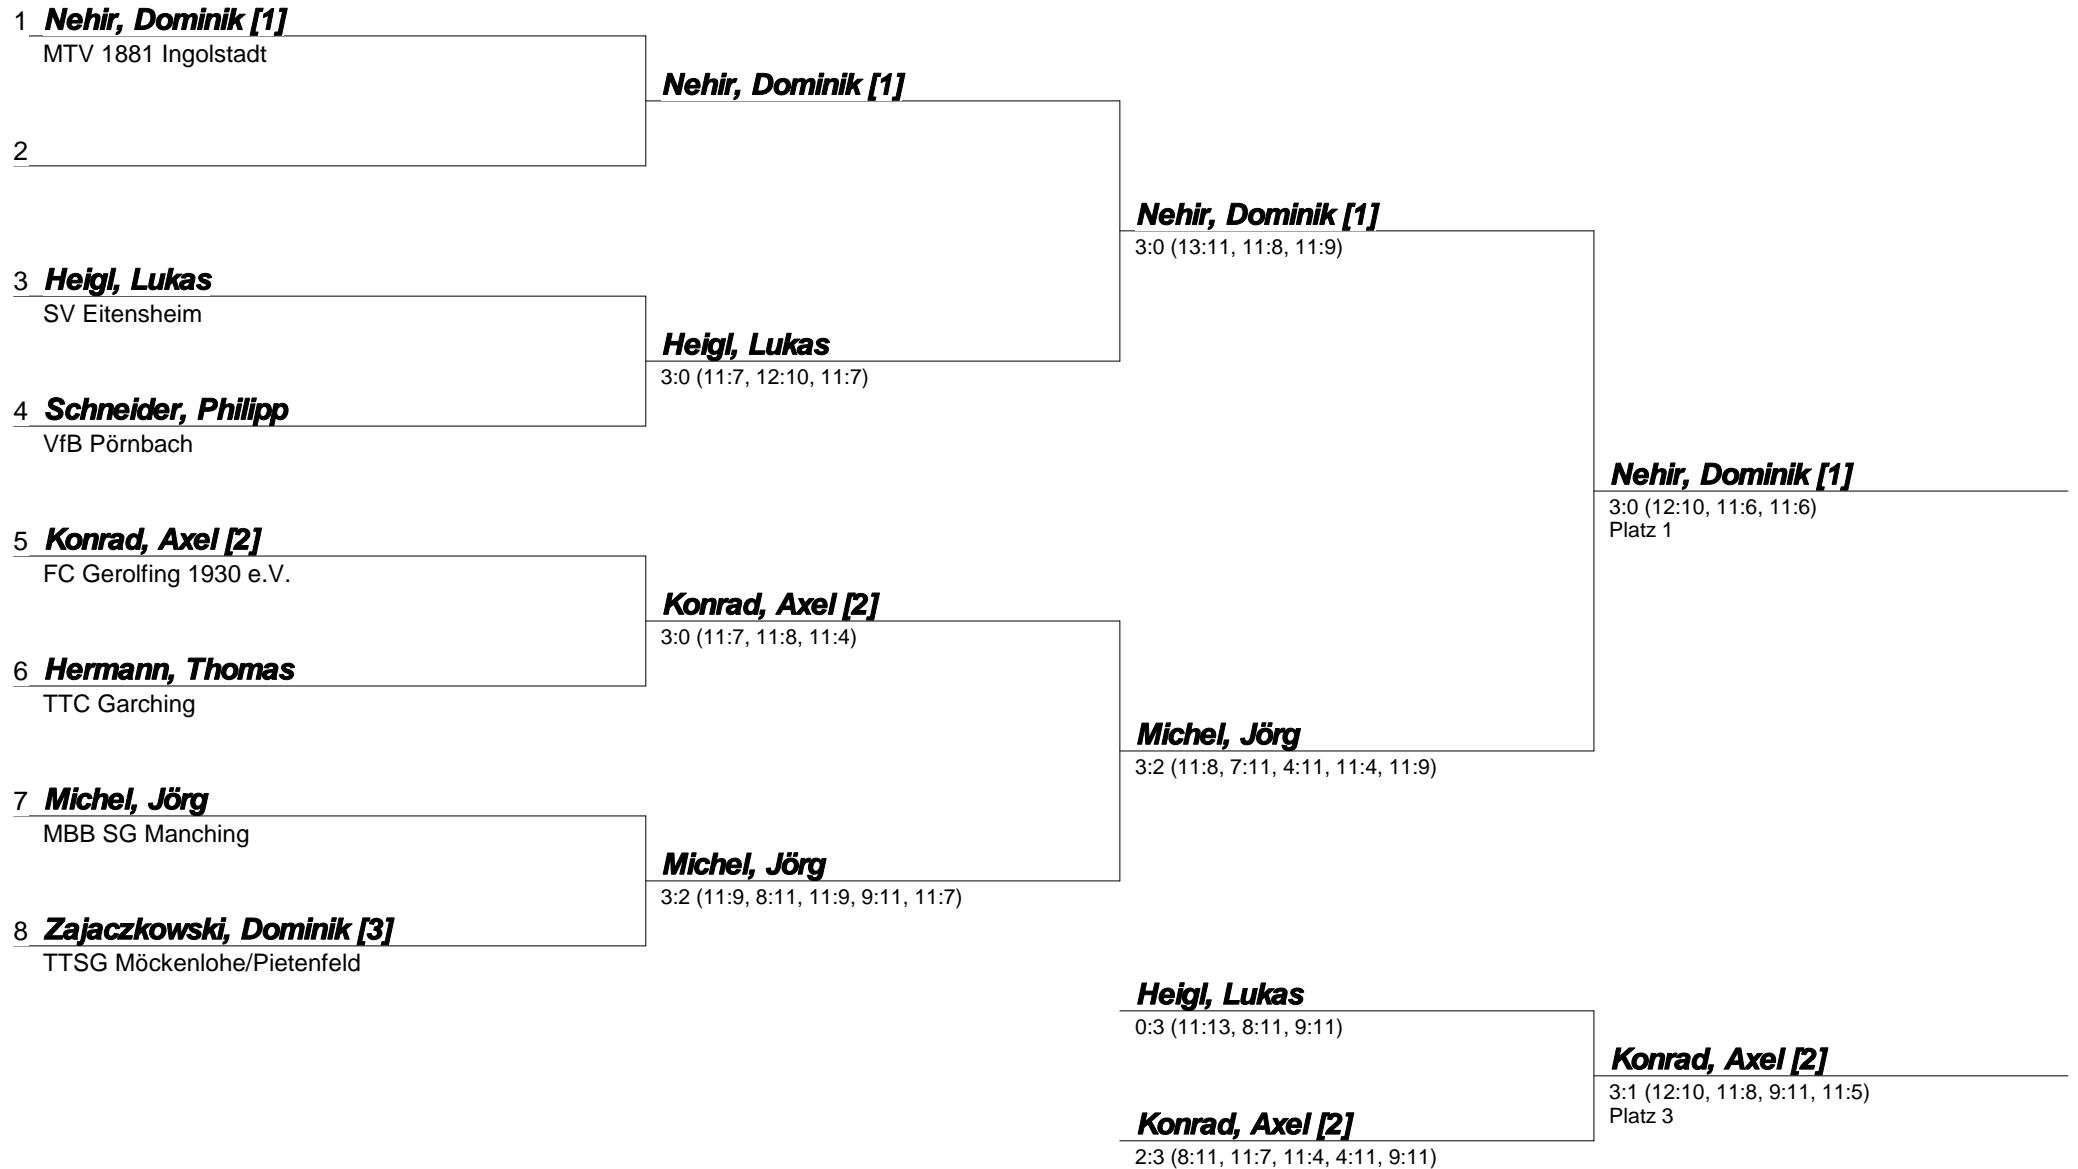 1 Nehir, Dominik [1]
MTV 1881 Ingolstadt
2
3 Heigl, Lukas
SV Eitensheim
4 Schneider, Philipp
VfB Pörnbach
5 Konrad, Axel [2]
FC Gerolfing 1930 e.V.
6 Hermann, Thomas
TTC Garching
7 Michel, Jörg
MBB SG Manching
8 Zajaczkowski, Dominik [3]
TTSG Möckenlohe/Pietenfeld
Nehir, Dominik [1]
Heigl, Lukas
3:0 (11:7, 12:10, 11:7)
Konrad, Axel [2]
3:0 (11:7, 11:8, 11:4)
Michel, Jörg
3:2 (11:9, 8:11, 11:9, 9:11, 11:7)
Nehir, Dominik [1]
3:0 (13:11, 11:8, 11:9)
Michel, Jörg
3:2 (11:8, 7:11, 4:11, 11:4, 11:9)
Nehir, Dominik [1]
3:0 (12:10, 11:6, 11:6)
Platz 1
Heigl, Lukas
0:3 (11:13, 8:11, 9:11)
Konrad, Axel [2]
2:3 (8:11, 11:7, 11:4, 4:11, 9:11)
Konrad, Axel [2]
3:1 (12:10, 11:8, 9:11, 11:5)
Platz 3